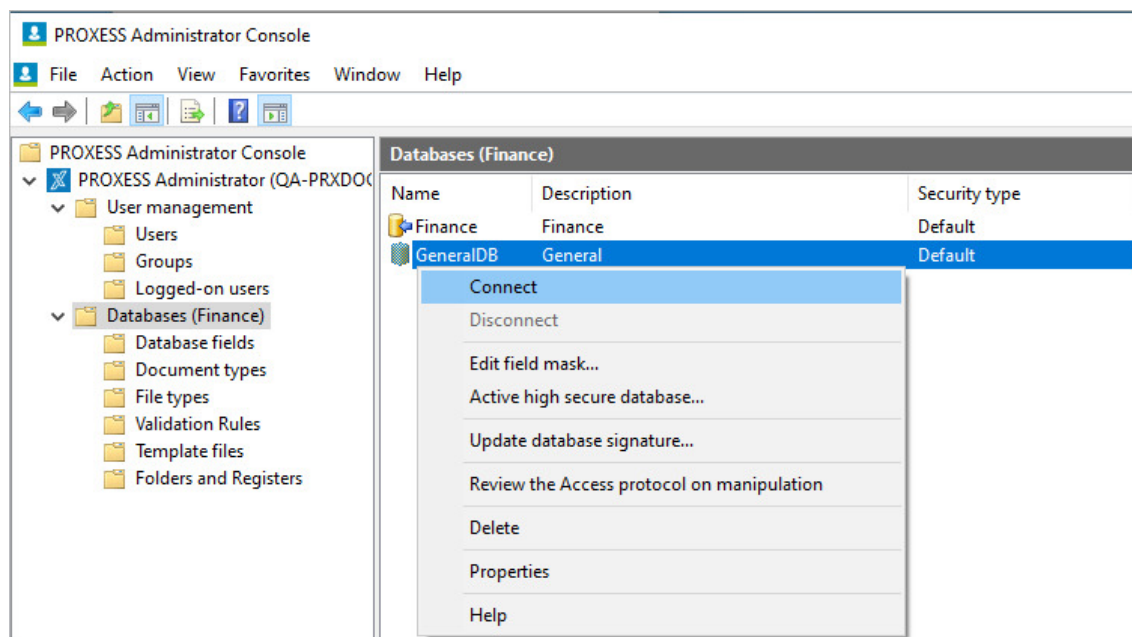 PROXESS Administrator Console
File Action View Favorites Window Help
PROXESS Administrator Console
PROXESS Administrator (QA-PRXDO
User management
Users
Groups
Logged-on users
Databases (Finance)
Database fields
Document types
File types
Validation Rules
Template files
Folders and Registers
Databases (Finance)
Name Description Security type
Finance Finance Default
GeneralDB General Default
Connect
Disconnect
Edit field mask...
Active high secure database...
Update database signature...
Review the Access protocol on manipulation
Delete
Properties
Help